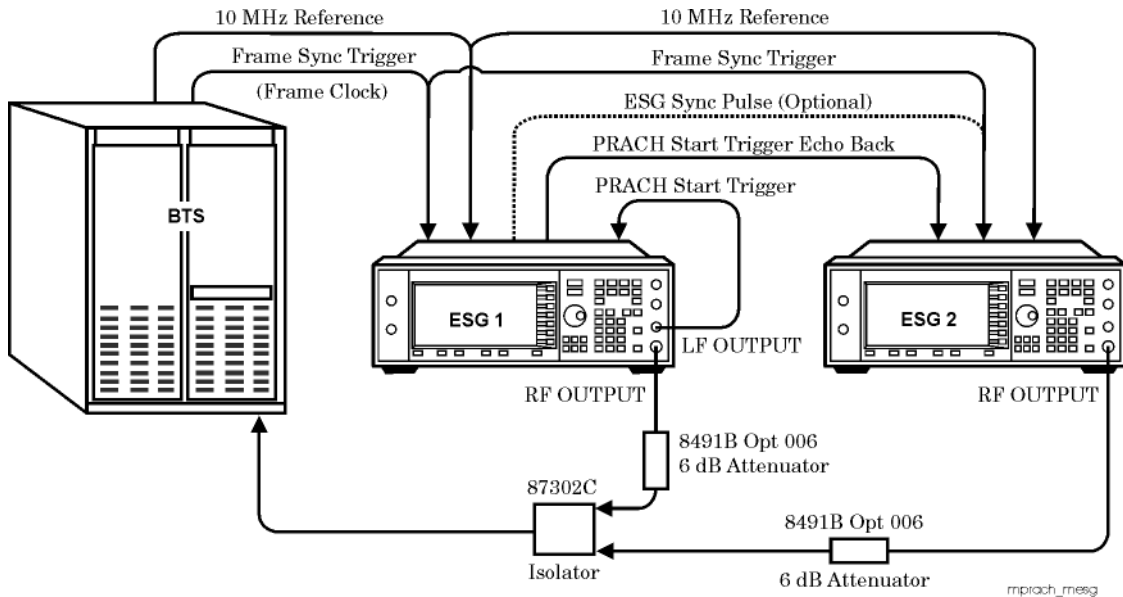 10 MHz Reference
10 MHz Reference
Frame Sync Trigger
(Frame Clock)
Frame Sync Trigger
ESG Sync Pulse (Optional)
PRACH Start Trigger Echo Back
PRACH Start Trigger
BTS
ESG 1
ESG 2
LF OUTPUT
RF OUTPUT
RF OUTPUT
8491B Opt 006
6 dB Attenuator
87302C
Isolator
8491B Opt 006
6 dB Attenuator
mprach_mesg